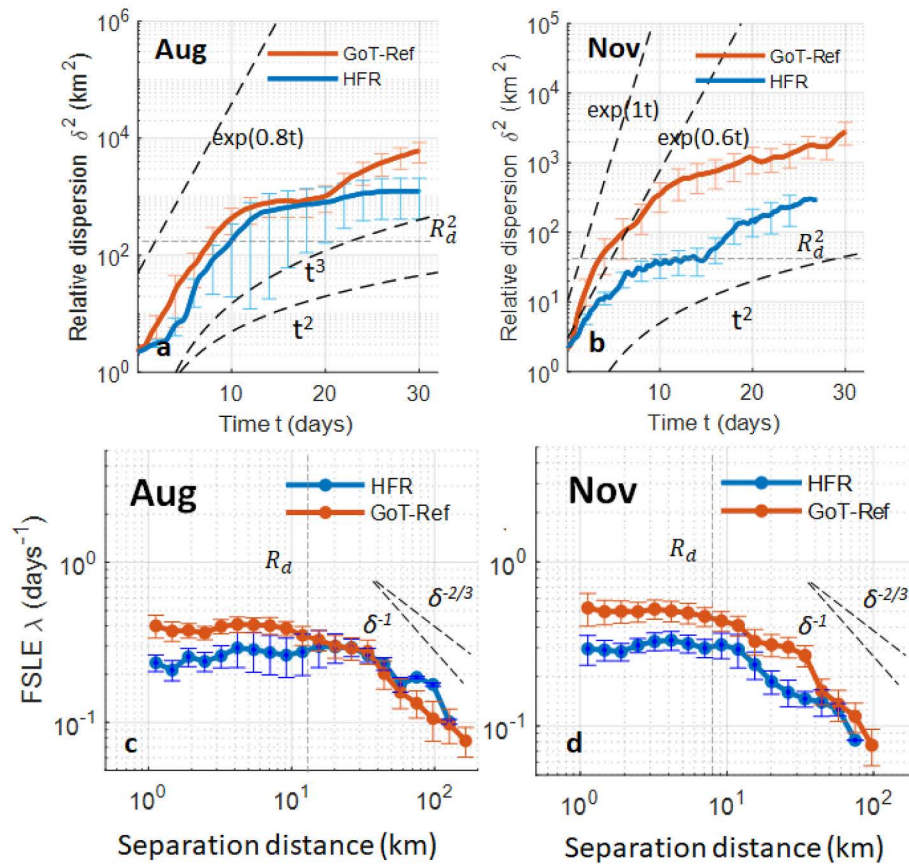 Aug
GoT-Ref
HFR
exp(0.8t)
R_d^2
t^3
t^2
a
10^6
10^4
10^2
10^0
10 20 30
Time t (days)
Relative dispersion δ^2 (km^2)
Nov
GoT-Ref
HFR
exp(1t)
exp(0.6t)
R_d^2
t^2
b
10^5
10^4
10^3
10^2
10^1
10^0
10 20 30
Time t (days)
Relative dispersion δ^2 (km^2)
Aug
HFR
GoT-Ref
R_d
δ^-2/3
δ^-1
c
10^0
10^-1
10^0 10^1 10^2
Separation distance (km)
FSLE λ (days^-1)
Nov
HFR
GoT-Ref
R_d
δ^-2/3
δ^-1
d
10^0
10^-1
10^0 10^1 10^2
Separation distance (km)